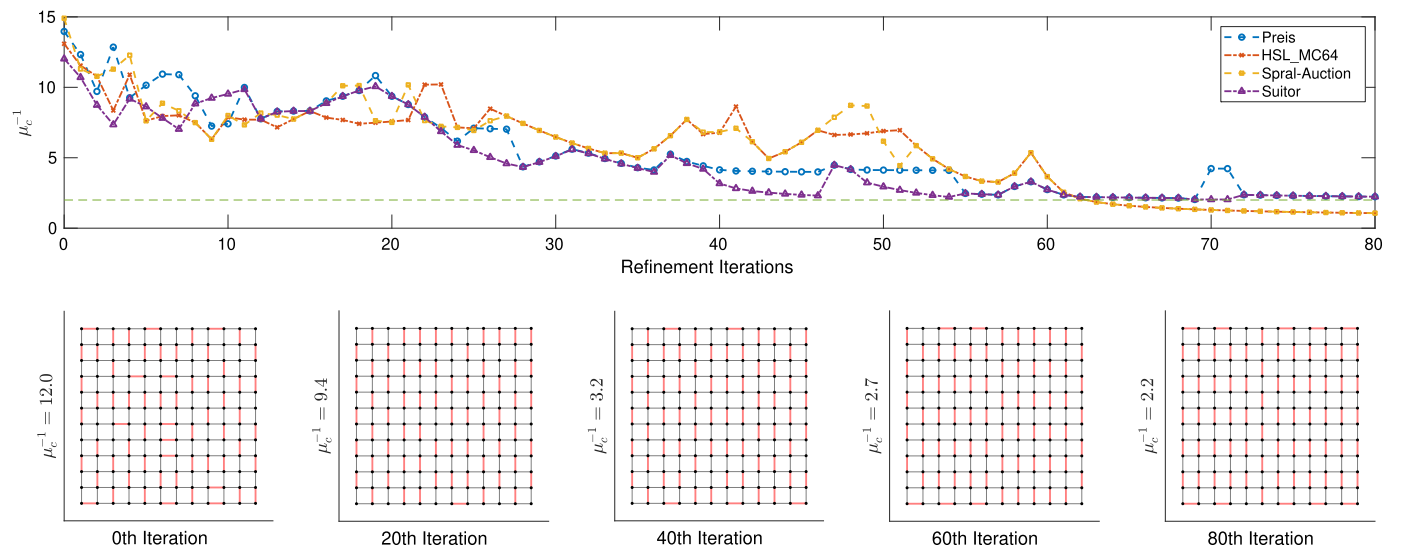 15
10
5
0
μc⁻¹
Preis
HSL_MC64
Spral-Auction
Suitor
0 10 20 30 40 50 60 70 80
Refinement Iterations
μc⁻¹ = 12.0
0th Iteration
μc⁻¹ = 9.4
20th Iteration
μc⁻¹ = 3.2
40th Iteration
μc⁻¹ = 2.7
60th Iteration
μc⁻¹ = 2.2
80th Iteration